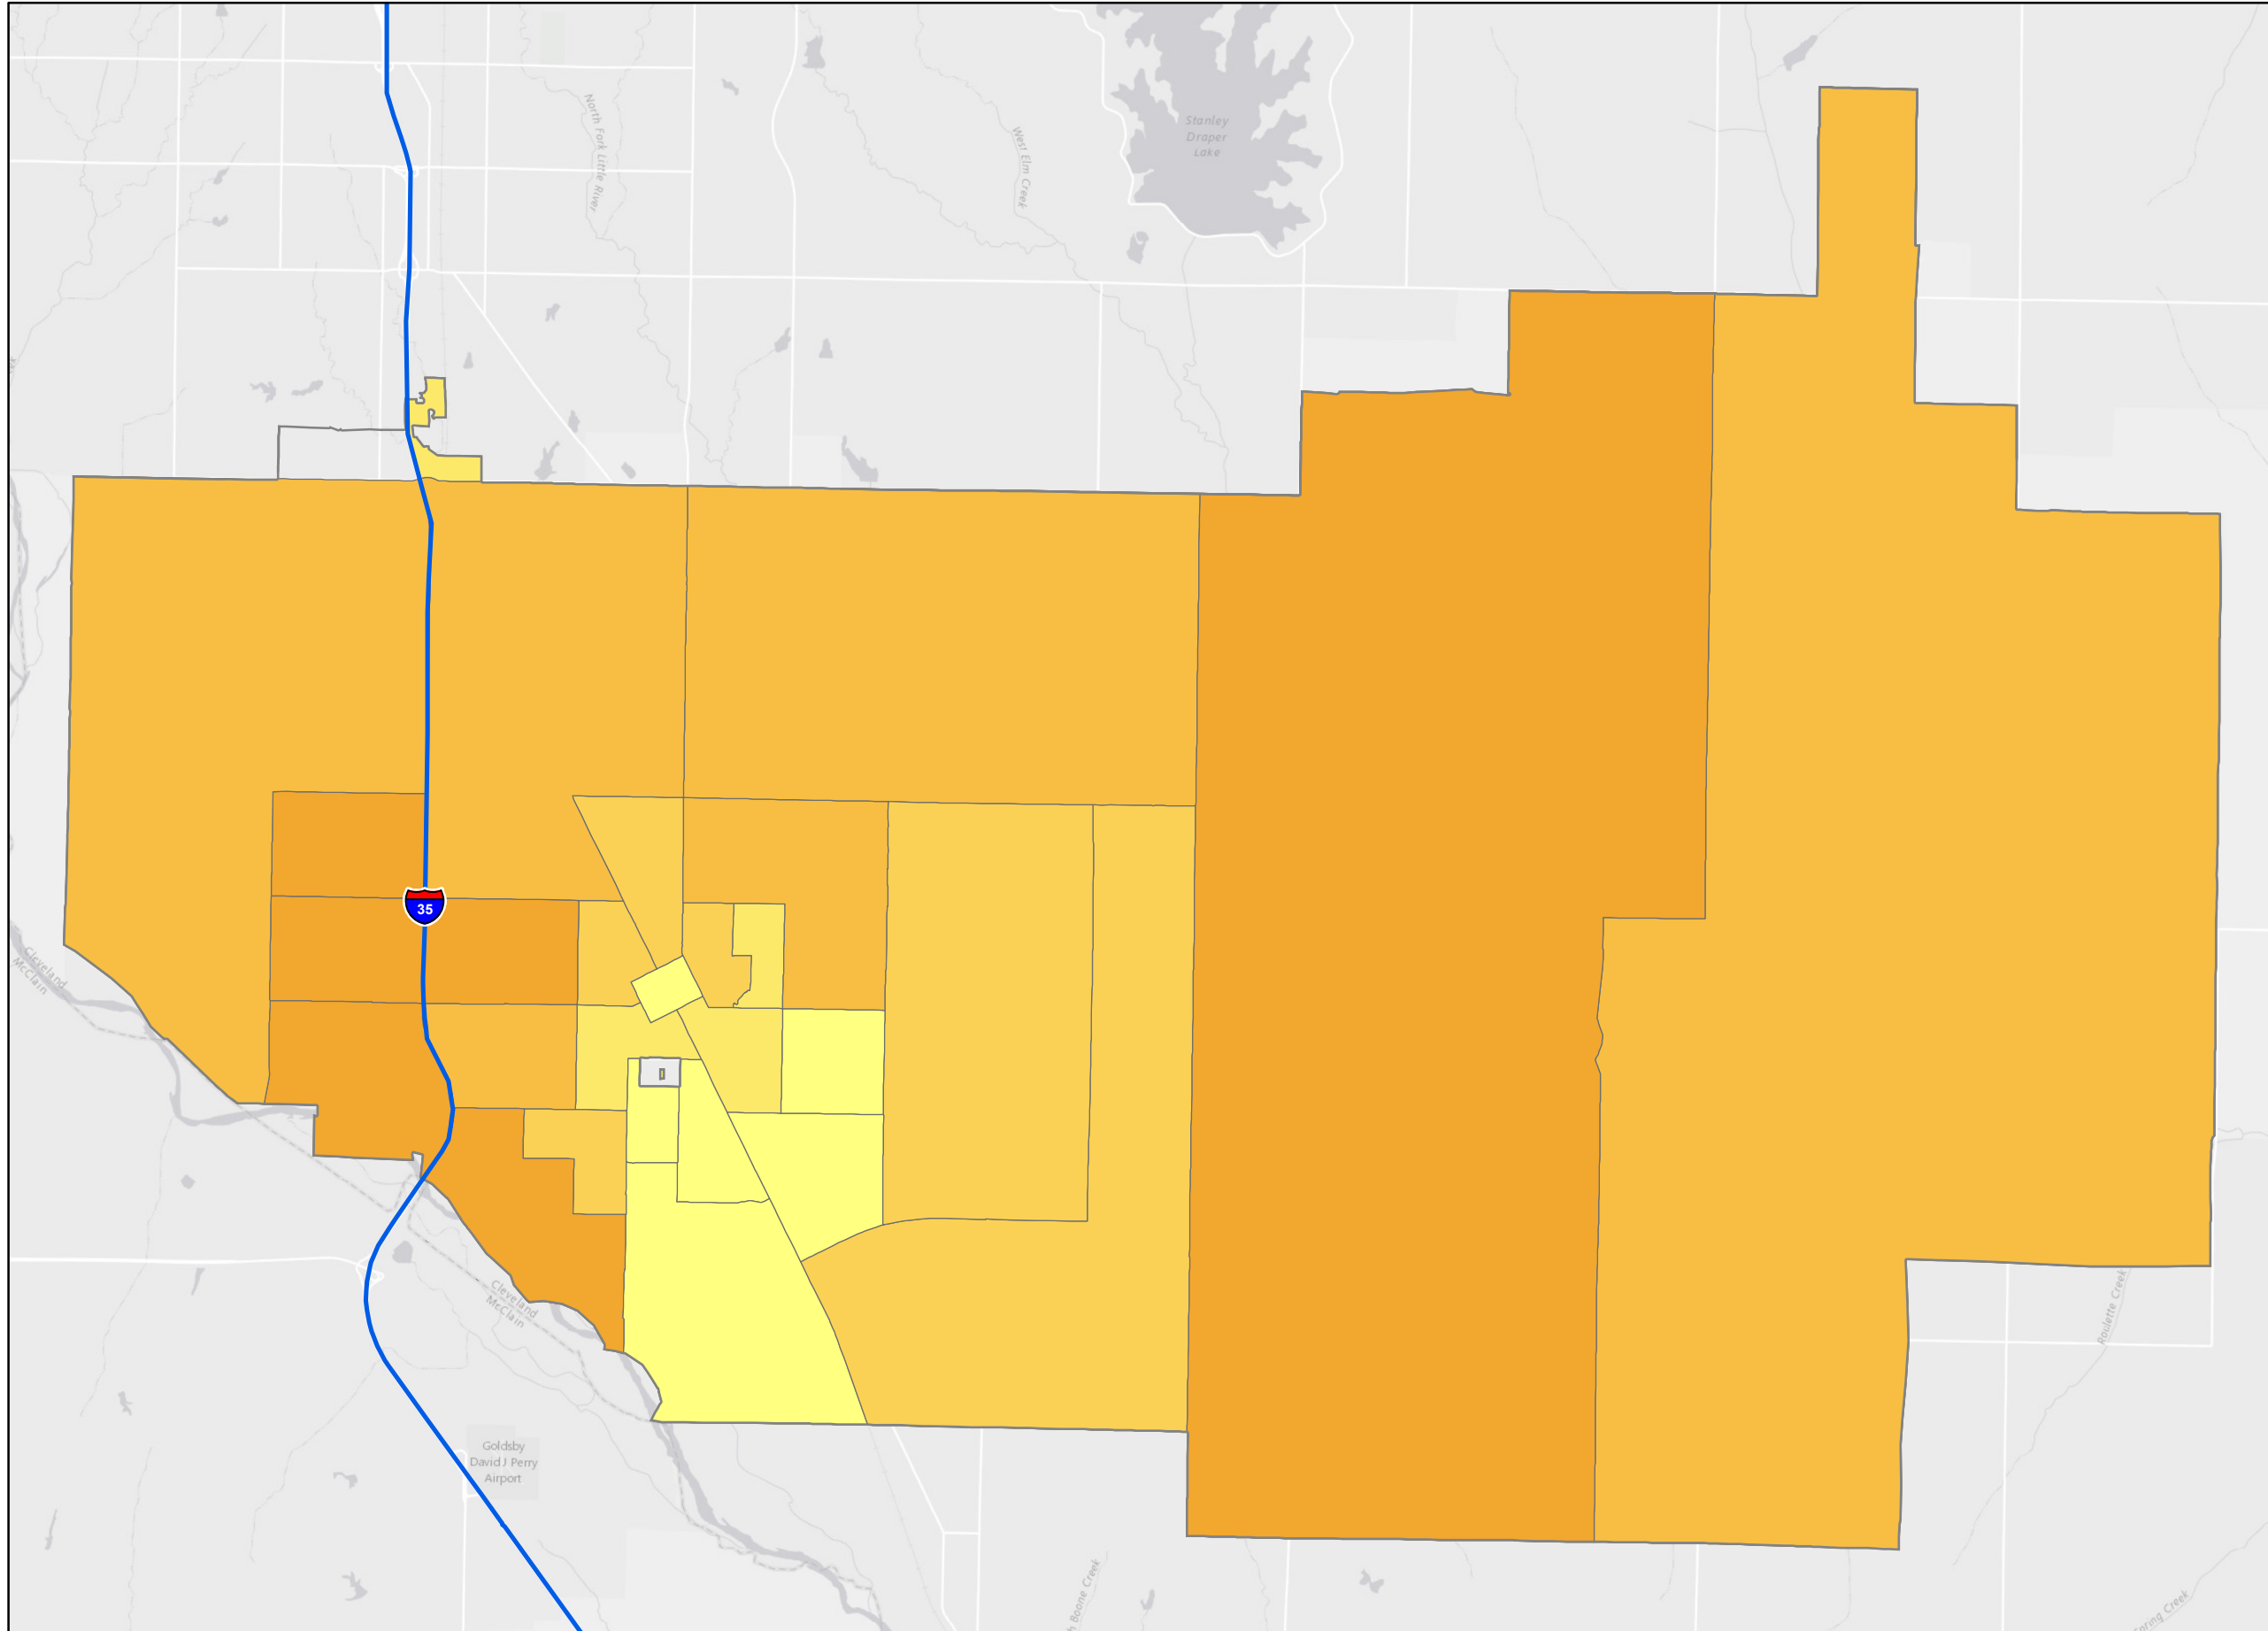 North Fork Little River
West Elm Creek
Stanley
Draper
Lake
35
Cleveland
McClain
Cleveland
McClain
Roulette Creek
Goldsby
David J Perry
Airport
Boone Creek
Creek